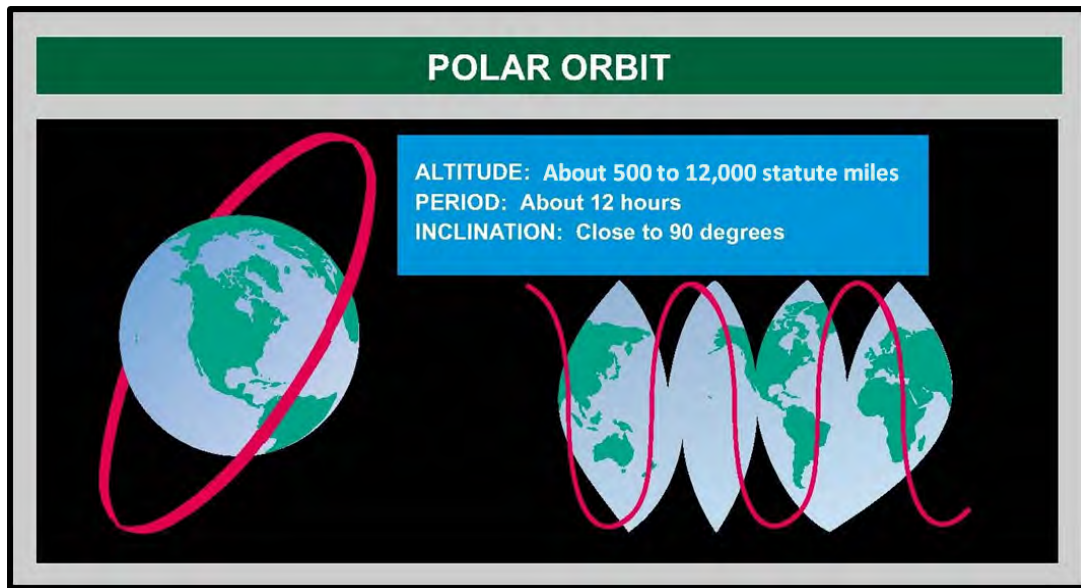 POLAR ORBIT
ALTITUDE: About 500 to 12,000 statute miles
PERIOD: About 12 hours
INCLINATION: Close to 90 degrees